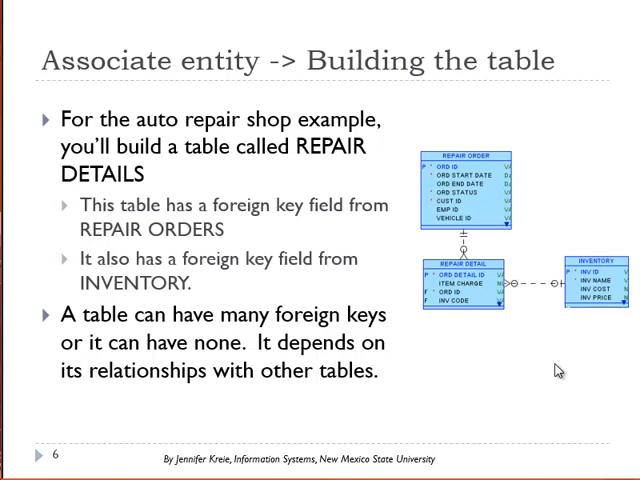 Associate entity -> Building the table
For the auto repair shop example,
you'll build a table called REPAIR
DETAILS
This table has a foreign key field from
REPAIR ORDERS
It also has a foreign key field from
INVENTORY.
A table can have many foreign keys
or it can have none. It depends on
its relationships with other tables.
REPAIR ORDER
P * ORD ID
* ORD START DATE
ORD END DATE
* ORD STATUS
* CUST ID
EMP ID
VEHICLE ID
REPAIR DETAIL
P * ORD DETAIL ID
ITEM CHARGE
F * ORD ID
F INV CODE
INVENTORY
P * INV ID
* INV NAME
INV COST
INV PRICE
6
By Jennifer Kreie, Information Systems, New Mexico State University